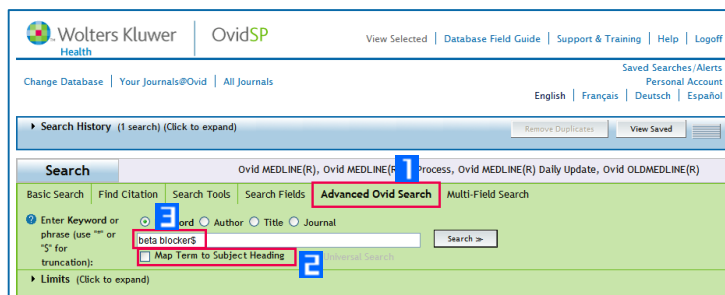 Wolters Kluwer
Health
OvidSP
View Selected | Database Field Guide | Support & Training | Help | Logoff
Saved Searches/Alerts
Change Database | Your Journals@Ovid | All Journals
Personal Account
English | Français | Deutsch | Español
Search History (1 search) (Click to expand)
Remove Duplicates
View Saved
1
Search
Ovid MEDLINE(R), Ovid MEDLINE(R) Process, Ovid MEDLINE(R) Daily Update, Ovid OLDMEDLINE(R)
Basic Search | Find Citation | Search Tools | Search Fields | Advanced Ovid Search | Multi-Field Search
3
Enter Keyword or
phrase (use "*" or
"$" for
truncation):
ord Author Title Journal
beta blocker$
Search >>
Map Term to Subject Heading
2
Universal Search
Limits (Click to expand)